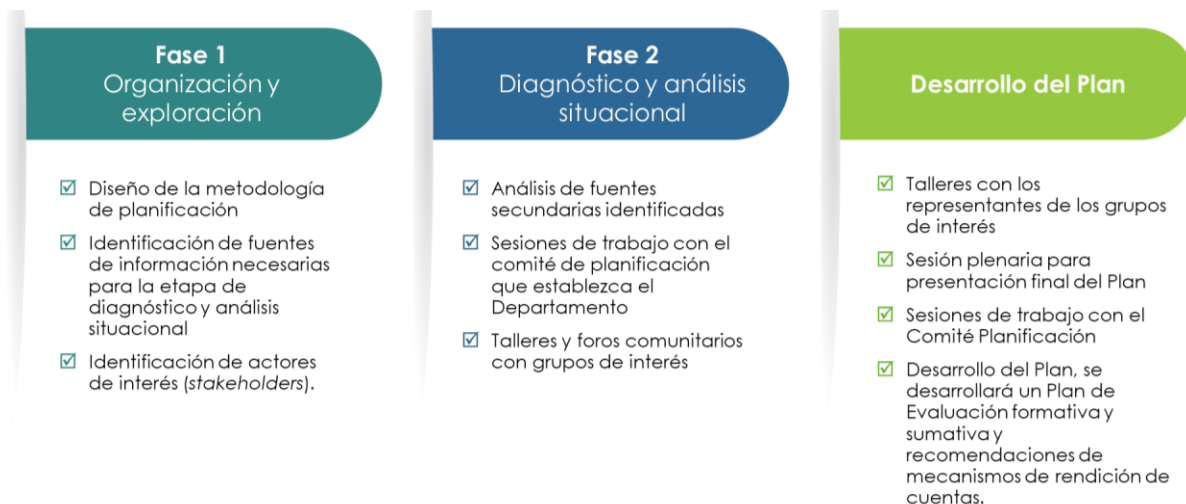 Fase 1
Organización y
exploración
Diseño de la metodología
de planificación
Identificación de fuentes
de información necesarias
para la etapa de
diagnóstico y análisis
situacional
Identificación de actores
de interés (stakeholders).
Fase 2
Diagnóstico y análisis
situacional
Análisis de fuentes
secundarias identificadas
Sesiones de trabajo con el
comité de planificación
que establezca el
Departamento
Talleres y foros comunitarios
con grupos de interés
Desarrollo del Plan
Talleres con los
representantes de los grupos
de interés
Sesión plenaria para
presentación final del Plan
Sesiones de trabajo con el
Comité Planificación
Desarrollo del Plan, se
desarrollará un Plan de
Evaluación formativa y
sumativa y
recomendaciones de
mecanismos de rendición de
cuentas.